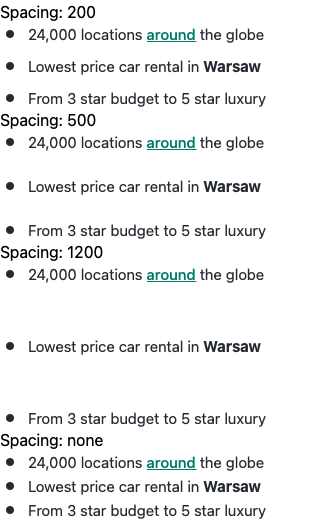 Spacing: 200
• 24,000 locations around the globe
• Lowest price car rental in Warsaw
• From 3 star budget to 5 star luxury
Spacing: 500
• 24,000 locations around the globe
• Lowest price car rental in Warsaw
• From 3 star budget to 5 star luxury
Spacing: 1200
• 24,000 locations around the globe
• Lowest price car rental in Warsaw
• From 3 star budget to 5 star luxury
Spacing: none
• 24,000 locations around the globe
• Lowest price car rental in Warsaw
• From 3 star budget to 5 star luxury